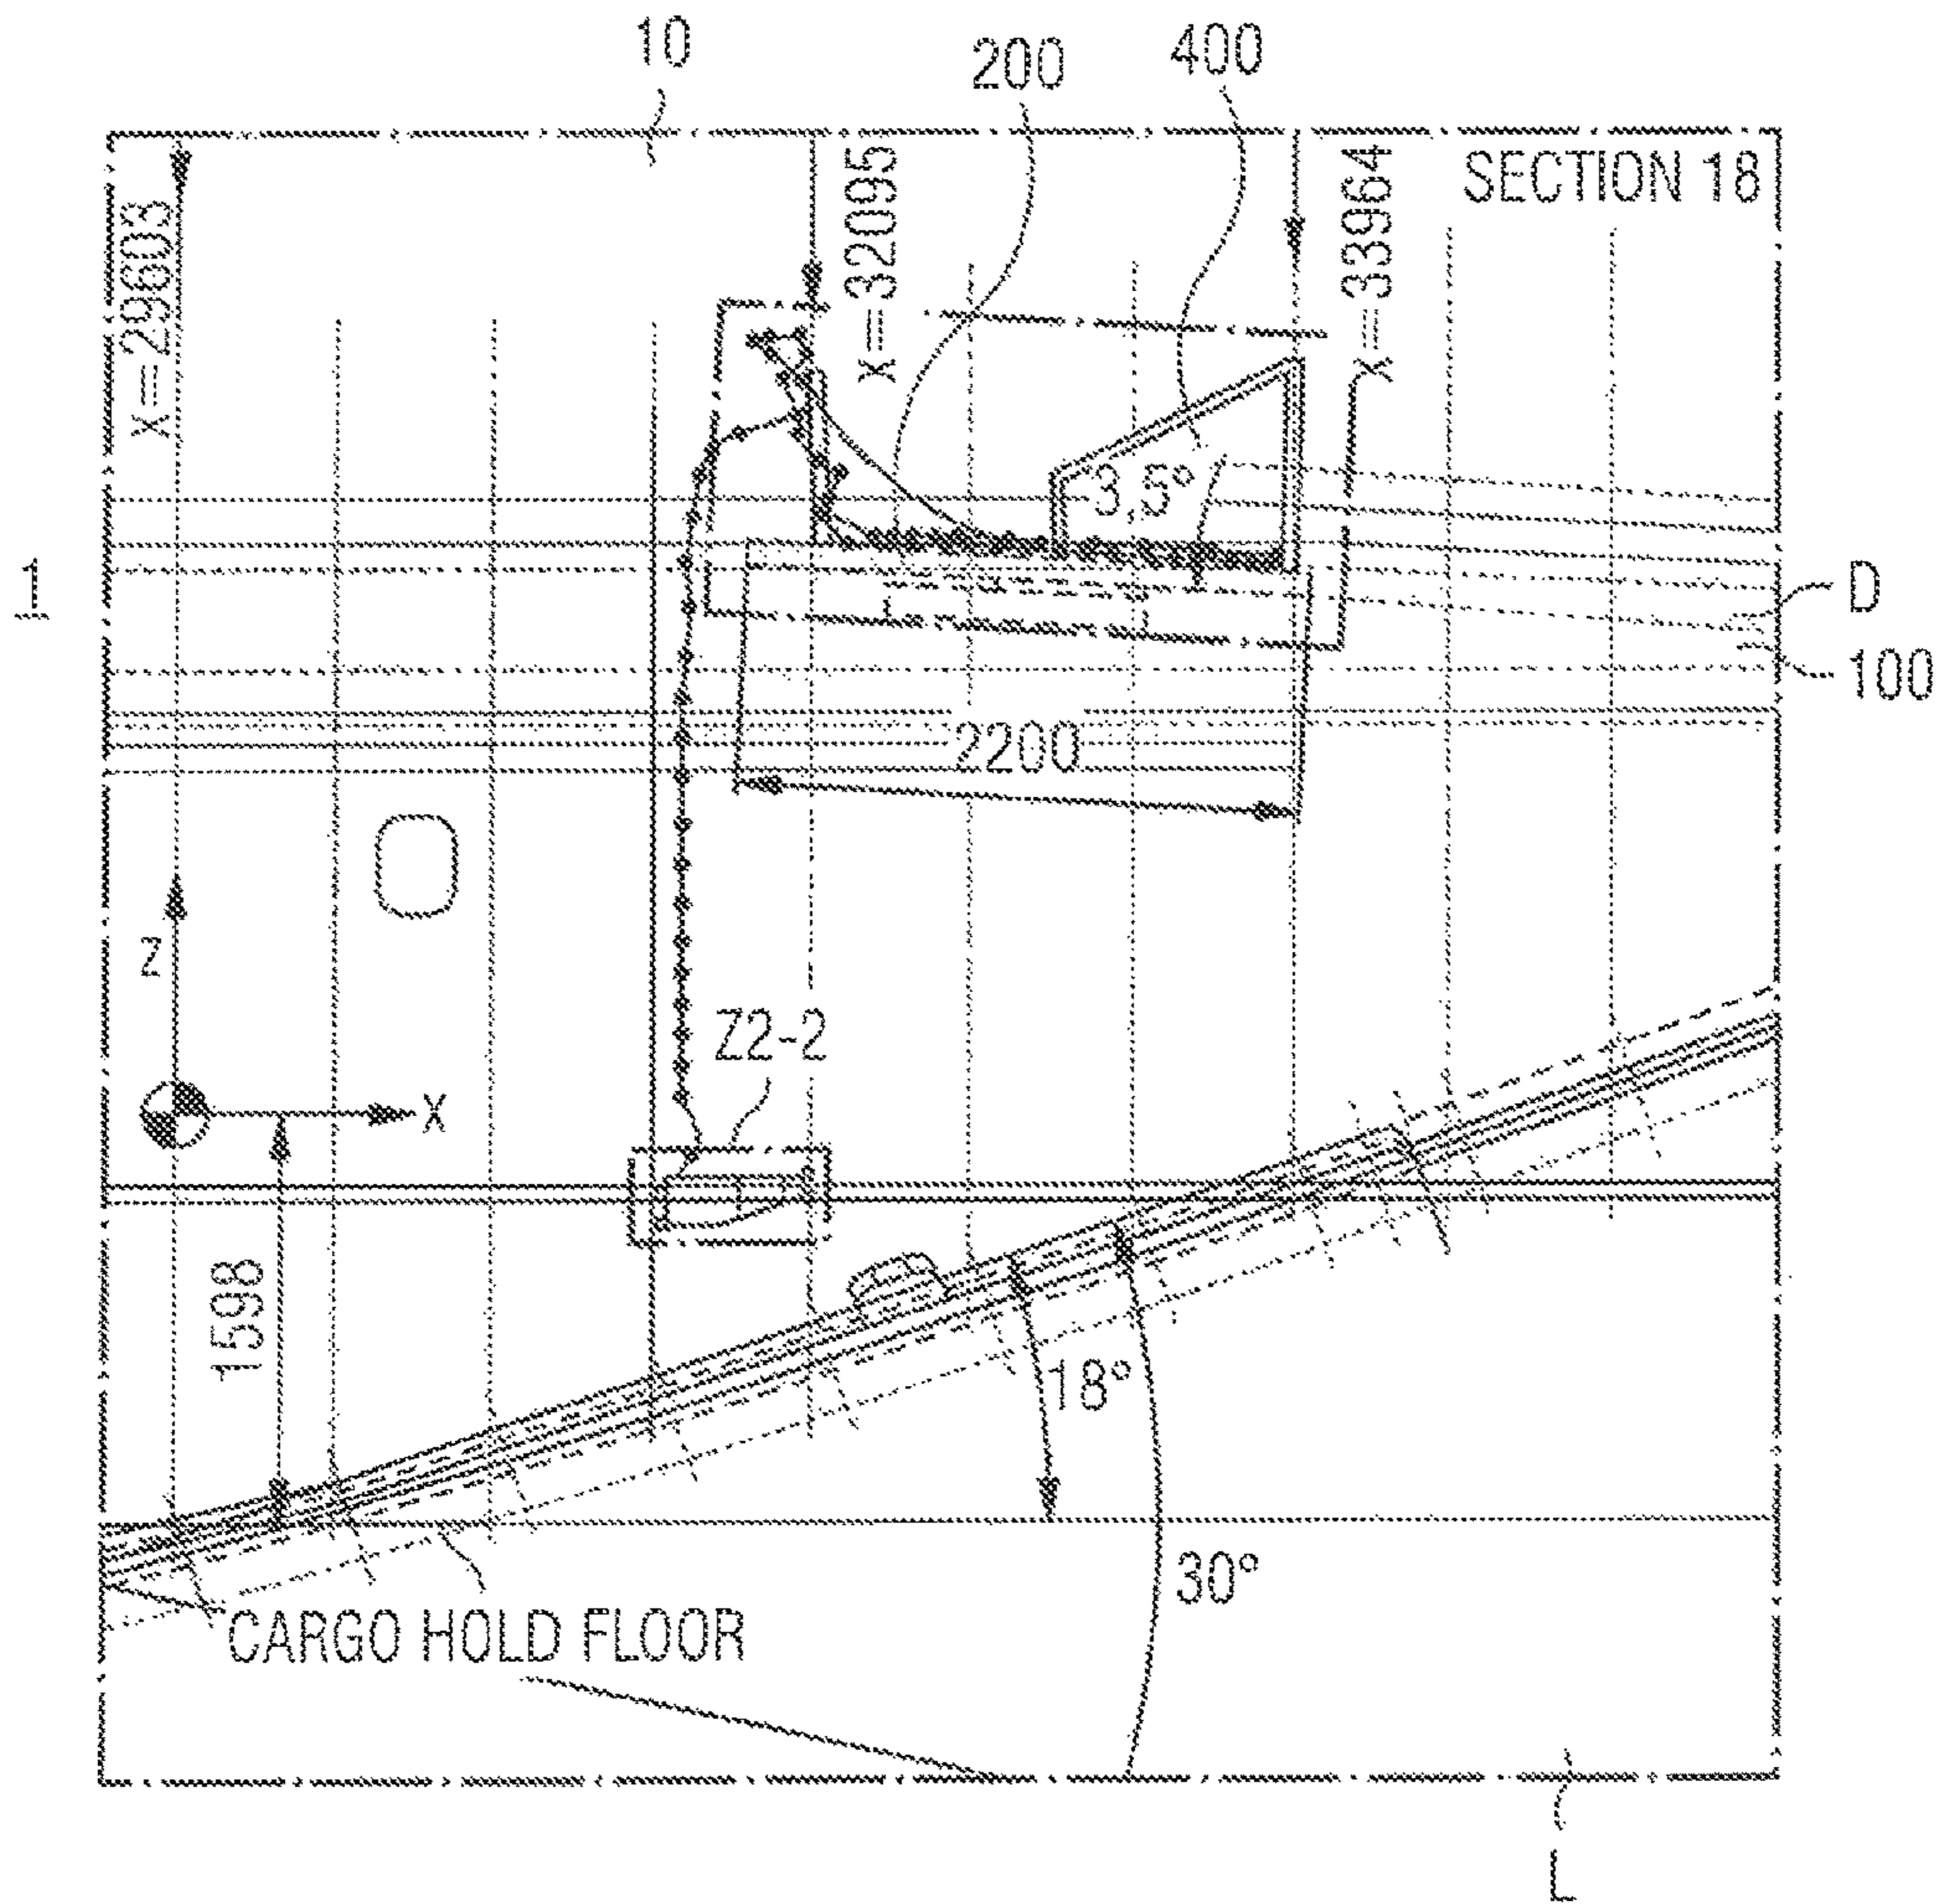 10
200
400
SECTION 18
x=29603
x=32095
x=33964
3,5°
1
D
100
2200
z
Z2-2
X
1598
18°
30°
CARGO HOLD FLOOR
L